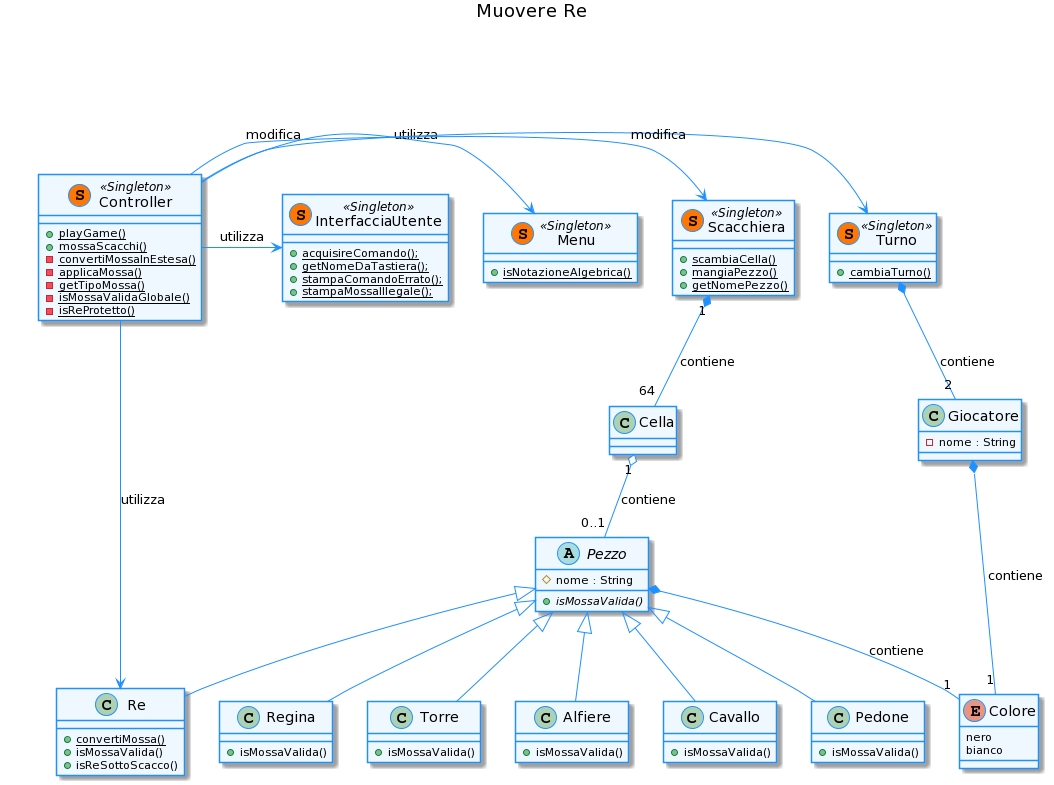 Muovere Re
modifica
utilizza
modifica
S
«Singleton»
Controller
playGame()
mossaScacchi()
convertiMossaInEstesa()
applicaMossa()
getTipoMossa()
isMossaValidaGlobale()
isReProtetto()
utilizza
S
«Singleton»
InterfacciaUtente
acquisireComando();
getNomeDaTastiera();
stampaComandoErrato();
stampaMossaIllegale();
S
«Singleton»
Menu
isNotazioneAlgebrica()
S
«Singleton»
Scacchiera
scambiaCella()
mangiaPezzo()
getNomePezzo()
S
«Singleton»
Turno
cambiaTurno()
1
contiene
64
contiene
2
C Cella
C Giocatore
nome : String
1
contiene
0..1
utilizza
A Pezzo
nome : String
isMossaValida()
contiene
1
contiene
1
C Re
convertiMossa()
isMossaValida()
isReSottoScacco()
C Regina
isMossaValida()
C Torre
isMossaValida()
C Alfiere
isMossaValida()
C Cavallo
isMossaValida()
C Pedone
isMossaValida()
E Colore
nero
bianco